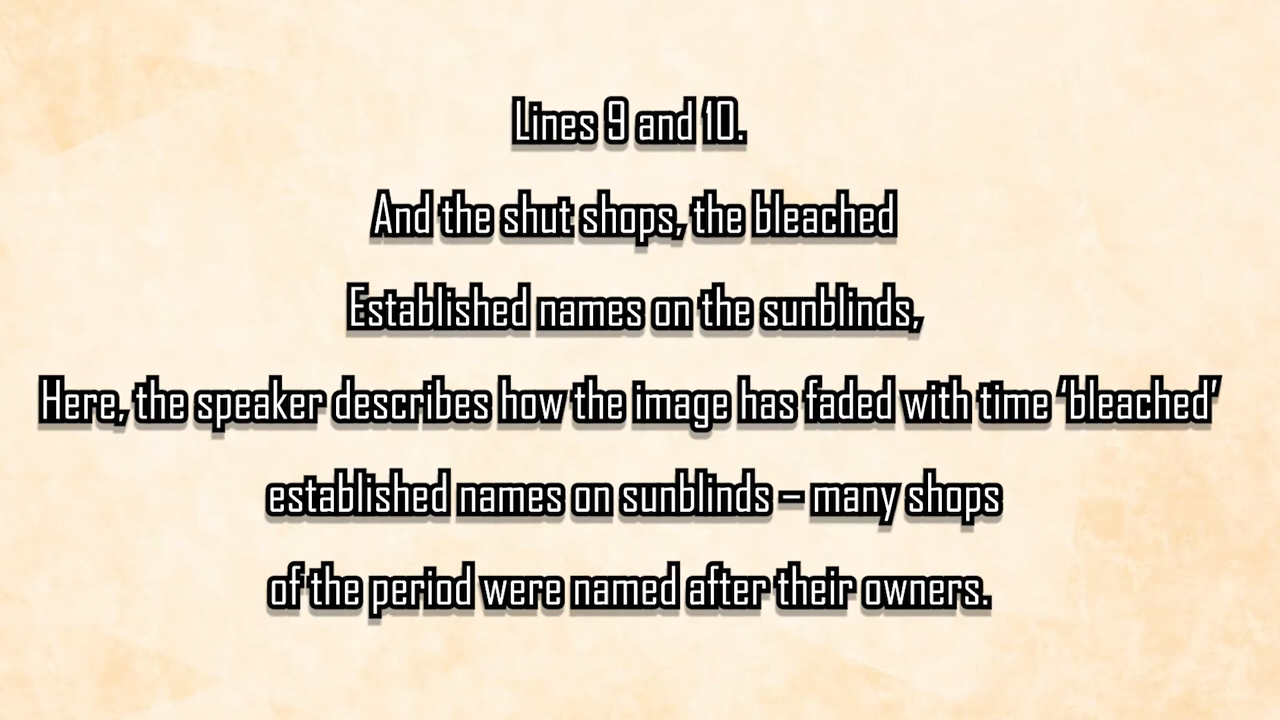 Lines 9 and 10.
And the shut shops, the bleached
Established names on the sunblinds,
Here, the speaker describes how the image has faded with time ‘bleached’
established names on sunblinds – many shops
of the period were named after their owners.